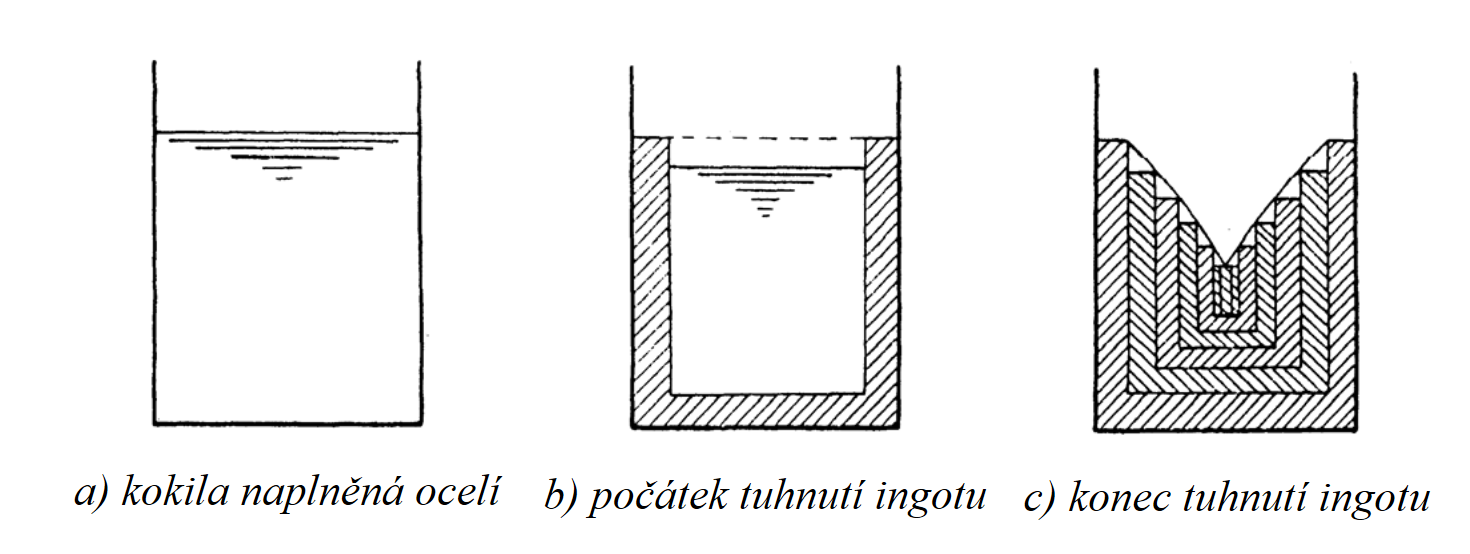 a) kokila naplněná ocelí
b) počátek tuhnutí ingotu
c) konec tuhnutí ingotu